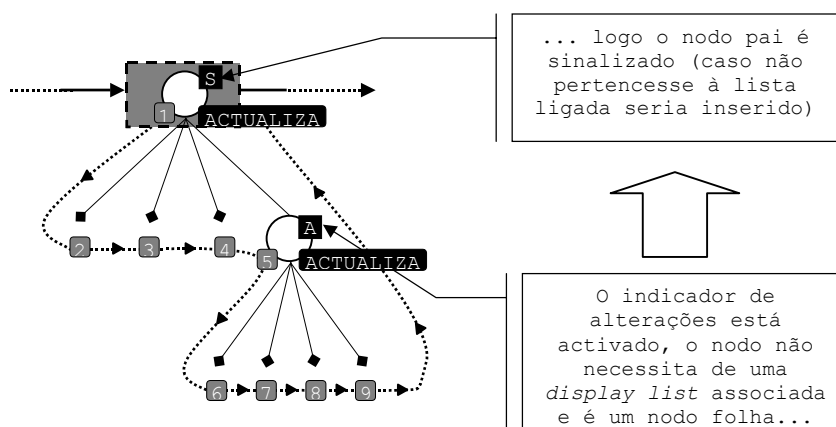 ... logo o nodo pai é
sinalizado (caso não
pertencesse à lista
ligada seria inserido)
S
1
ACTUALIZA
A
2
3
4
5
ACTUALIZA
6
7
8
9
O indicador de
alterações está
activado, o nodo não
necessita de uma
display list associada
e é um nodo folha...